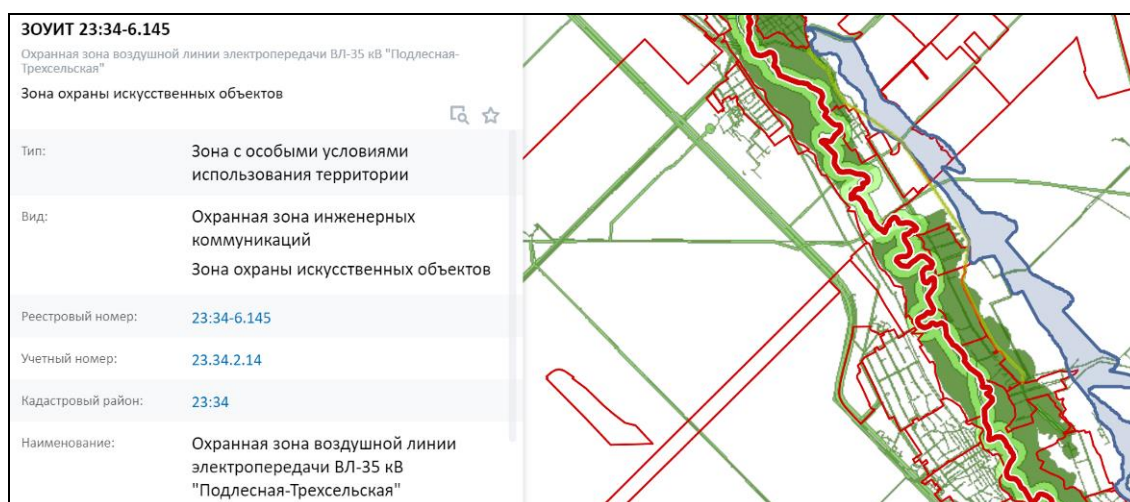 ЗОУИТ 23:34-6.145
Охранная зона воздушной линии электропередачи ВЛ-35 кВ "Подлесная-
Трехсельская"
Зона охраны искусственных объектов
Тип:
Зона с особыми условиями
использования территории
Вид:
Охранная зона инженерных
коммуникаций
Зона охраны искусственных объектов
Реестровый номер:
23:34-6.145
Учетный номер:
23.34.2.14
Кадастровый район:
23:34
Наименование:
Охранная зона воздушной линии
электропередачи ВЛ-35 кВ
"Подлесная-Трехсельская"